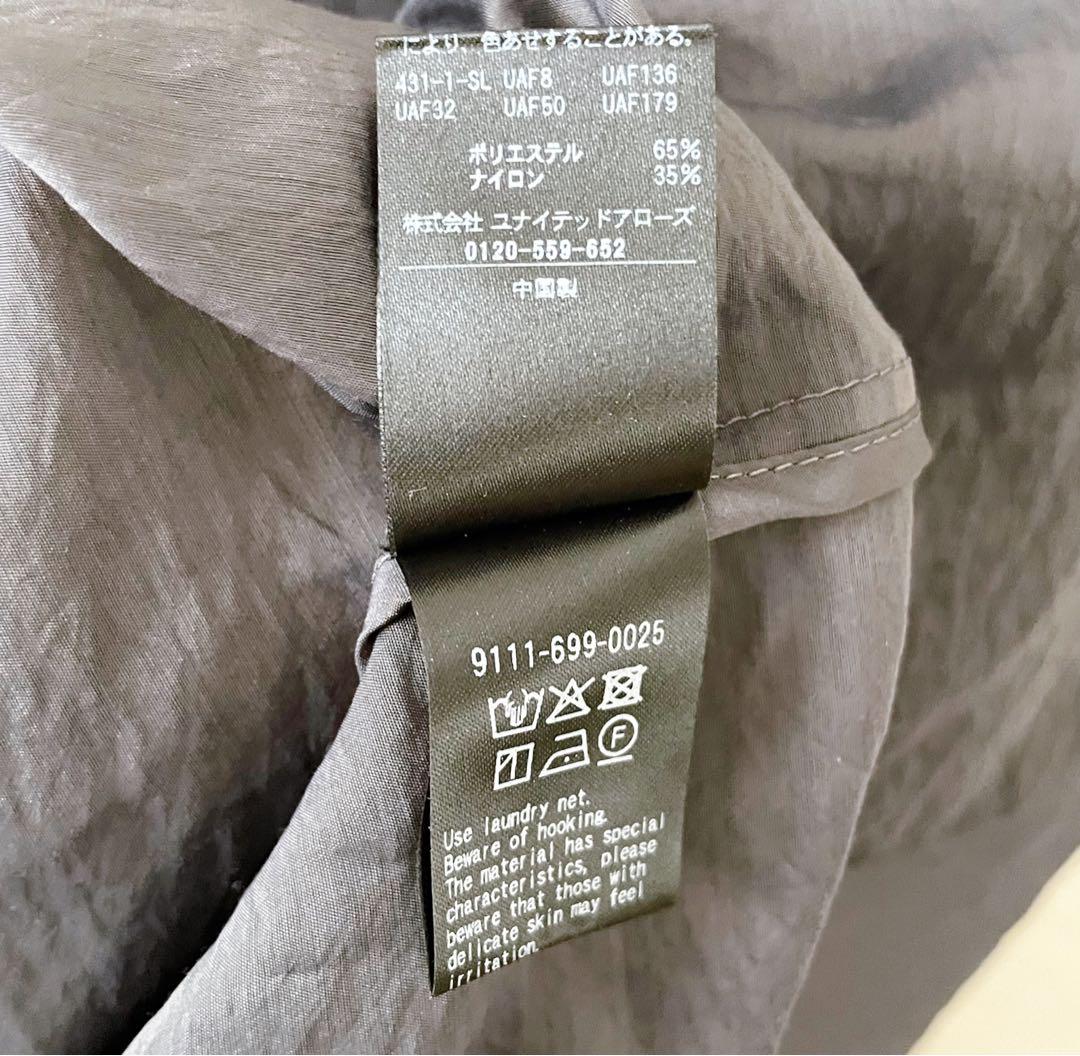 により、色あせすることがある。
431-1-SL UAF8 UAF136
UAF32 UAF50 UAF179
ポリエステル 65%
ナイロン 35%
株式会社 ユナイテッドアローズ
0120-559-652
中国製
9111-699-0025
F
Use laundry net.
Beware of hooking.
The material has special
characteristics, please
beware that those with
delicate skin may feel
irritation.